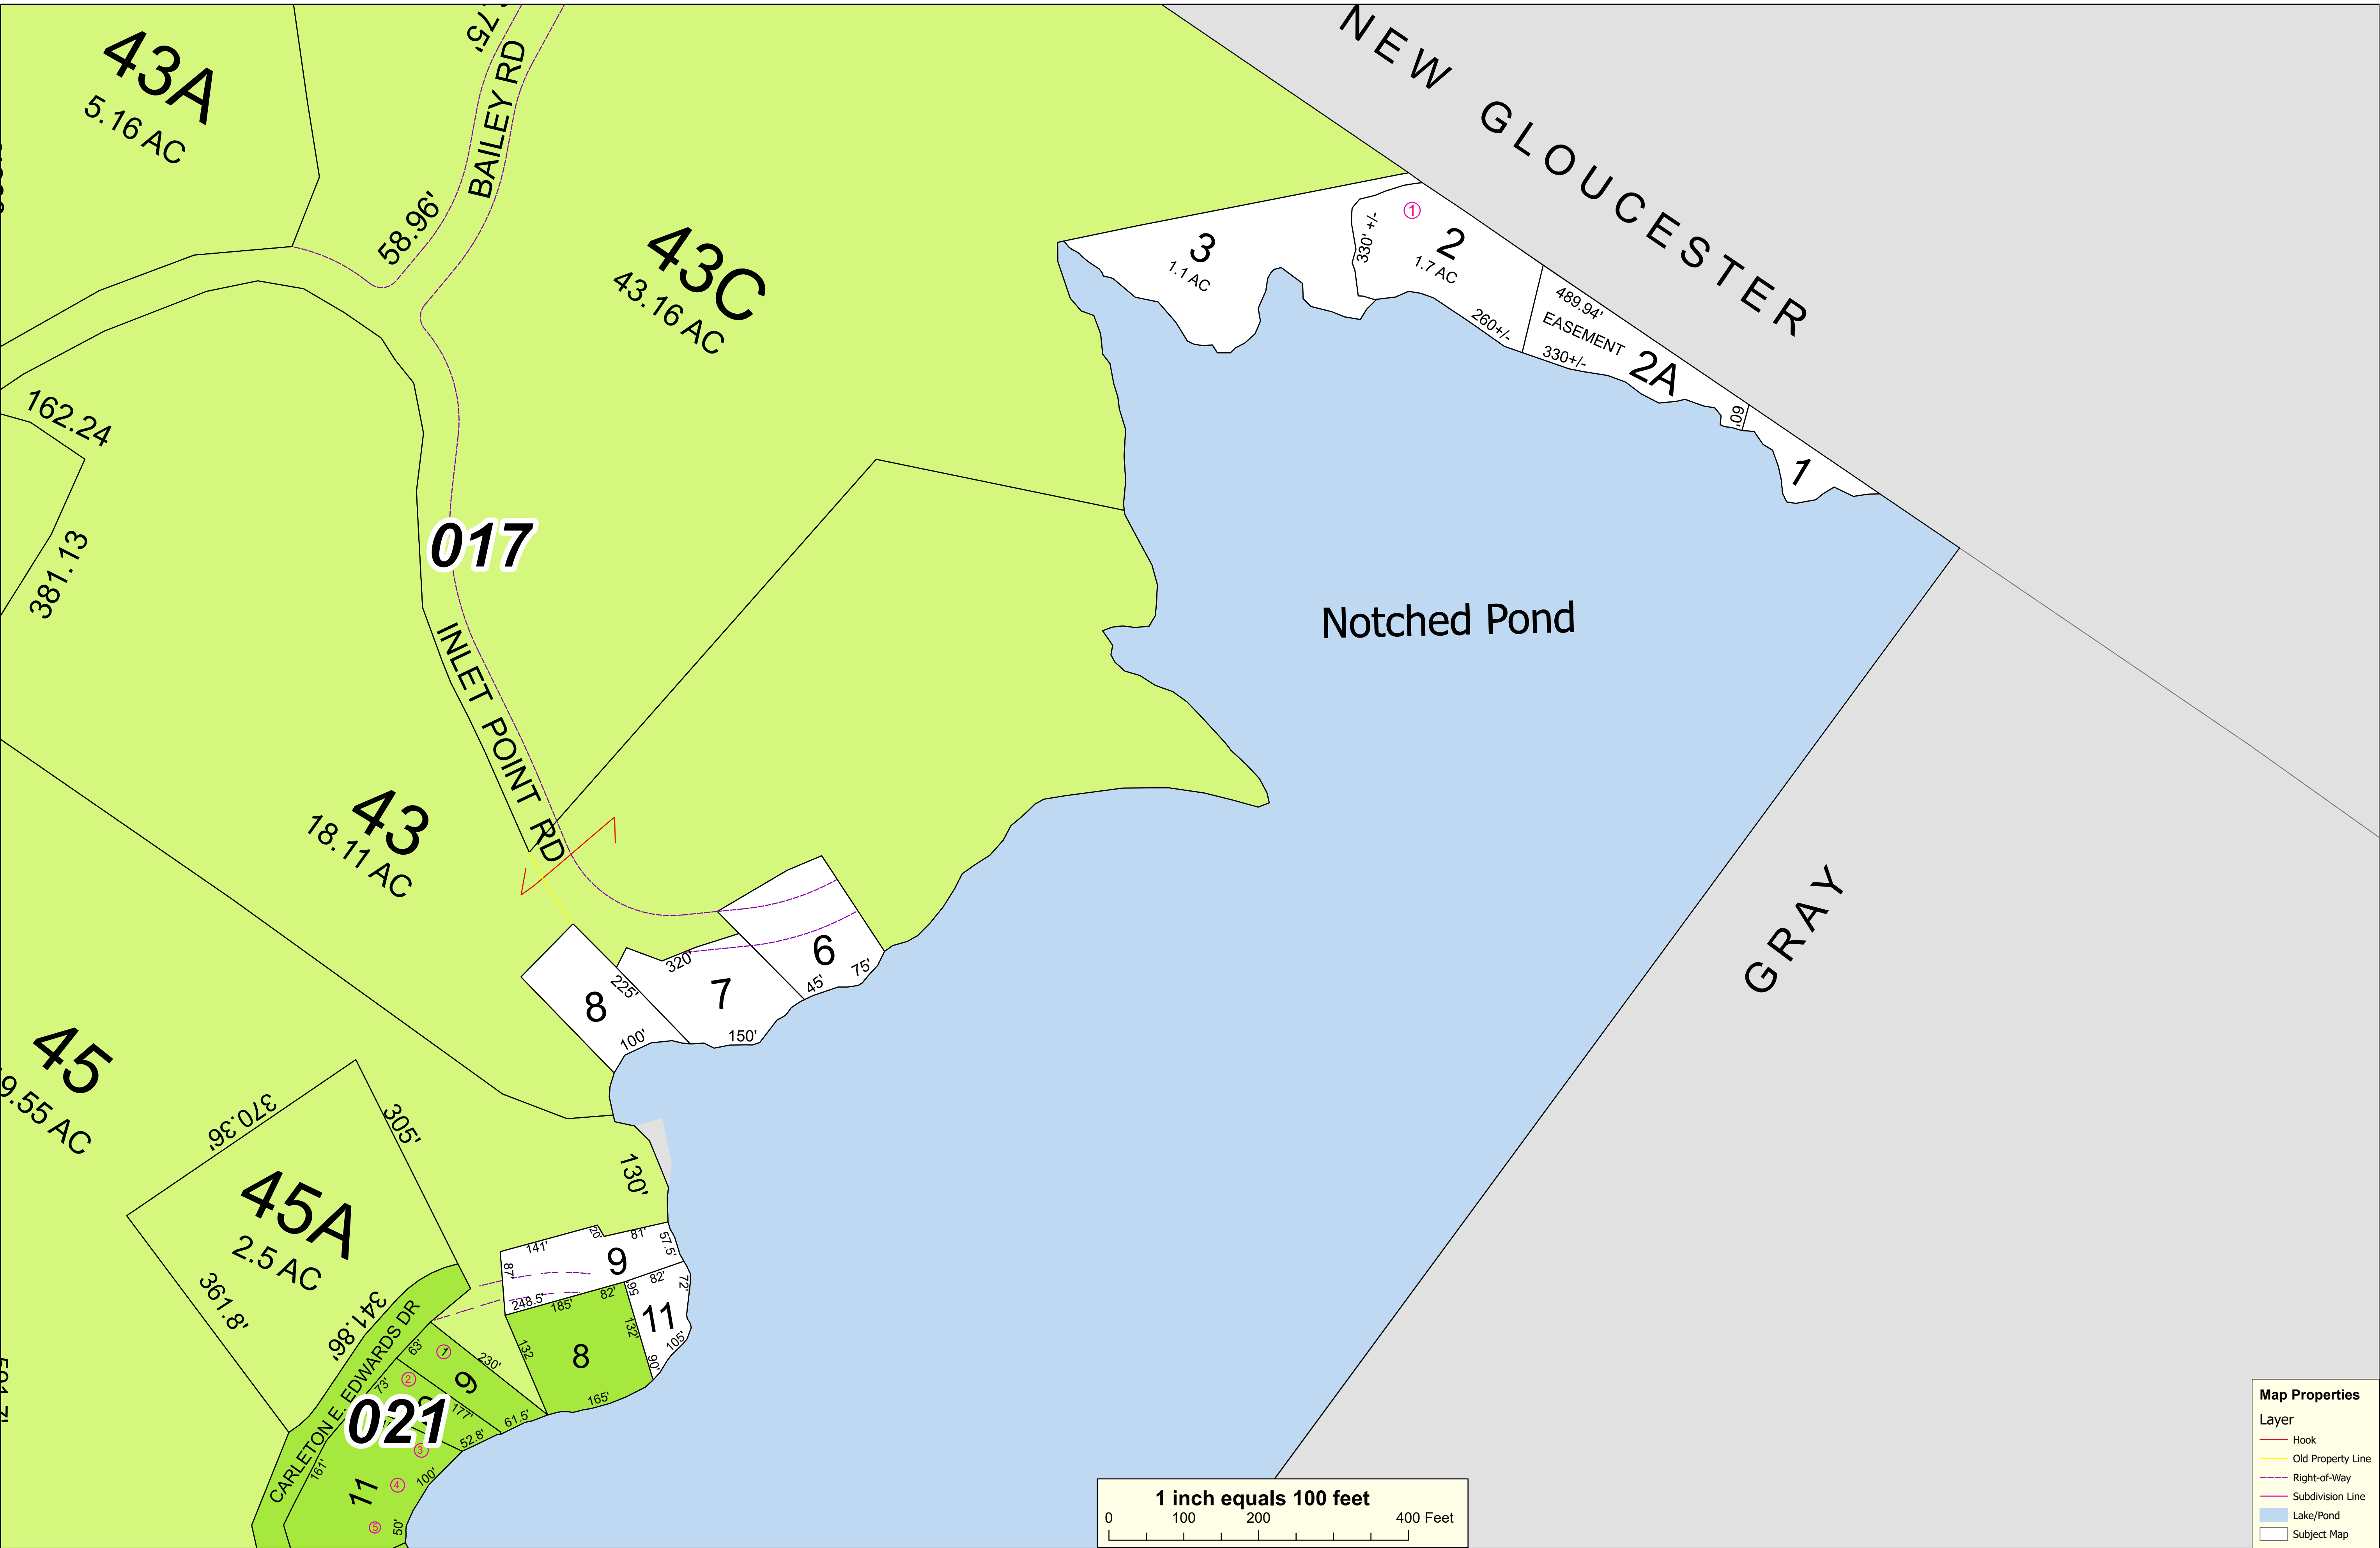 43A
5.16 AC
75'
BAILEY RD
58.96'
NEW GLOUCESTER
43C
43.16 AC
3
1.1 AC
330' +/-
1
2
1.7 AC
260+/-
489.94'
EASEMENT
330+/-
2A
60'
1
162.24
381.13
017
INLET POINT RD
Notched Pond
43
18.11 AC
GRAY
320'
6
75'
45'
225'
7
8
100'
150'
45
9.55 AC
370.36'
305'
45A
2.5 AC
361.8'
341.86'
130'
141'
20'
81'
57.5'
87'
9
82'
72'
55'
248.5'
185'
82'
11
132'
105'
90'
132
8
165'
CARLETON E. EDWARDS DR
63'
1
230'
9
2
73'
177'
61.5'
52.8'
021
3
161'
11
4
100'
5
50'
1 inch equals 100 feet
0 100 200 400 Feet
Map Properties
Layer
Hook
Old Property Line
Right-of-Way
Subdivision Line
Lake/Pond
Subject Map